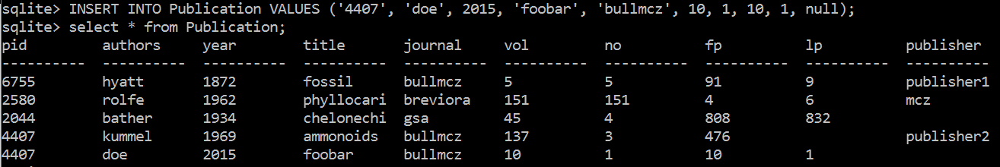 sqlite> INSERT INTO Publication VALUES ('4407', 'doe', 2015, 'foobar', 'bullmcz', 10, 1, 10, 1, null);
sqlite> select * from Publication;
pid         authors     year        title       journal     vol         no          fp          lp          publisher
----------  ----------  ----------  ----------  ----------  ----------  ----------  ----------  ----------  ----------
6755        hyatt       1872        fossil      bullmcz     5           5           91          9           publisher1
2580        rolfe       1962        phyllocari  breviora    151         151         4           6           mcz
2044        bather      1934        chelonechi  gsa         45          4           808         832
4407        kummel      1969        ammonoids   bullmcz     137         3           476                     publisher2
4407        doe         2015        foobar      bullmcz     10          1           10          1